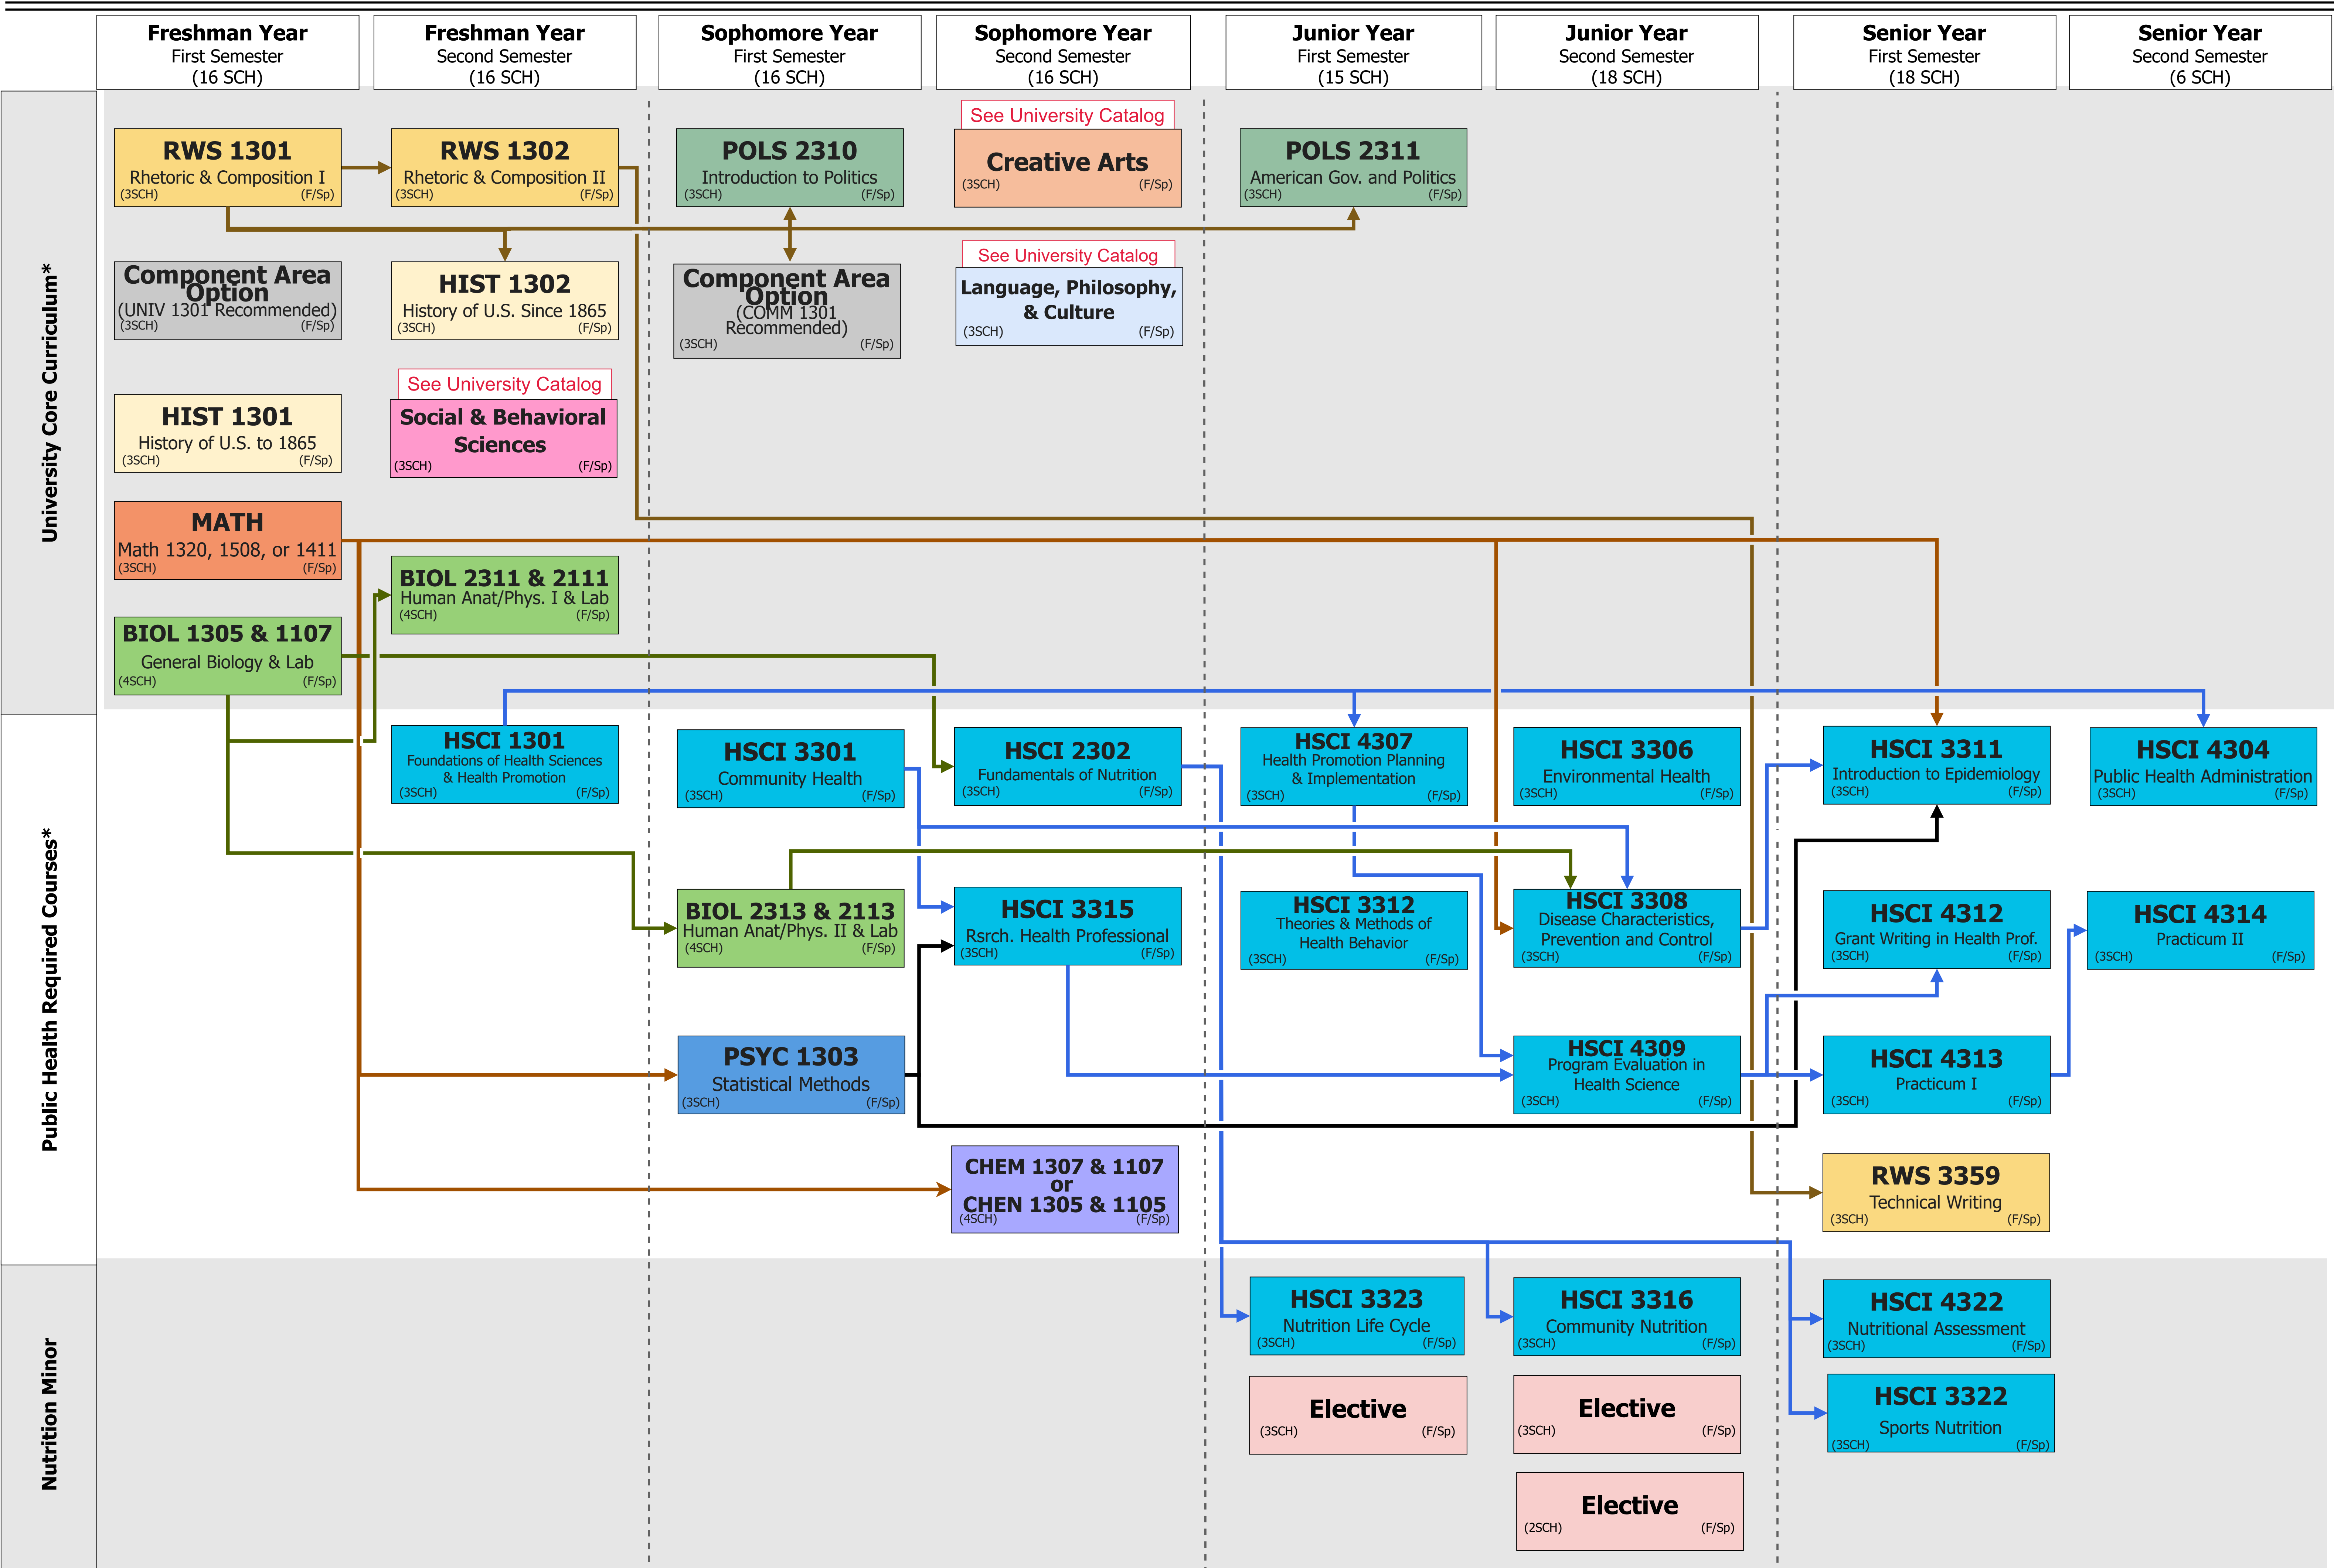 Freshman Year
First Semester
(16 SCH)
Freshman Year
Second Semester
(16 SCH)
Sophomore Year
First Semester
(16 SCH)
Sophomore Year
Second Semester
(16 SCH)
Junior Year
First Semester
(15 SCH)
Junior Year
Second Semester
(18 SCH)
Senior Year
First Semester
(18 SCH)
Senior Year
Second Semester
(6 SCH)
University Core Curriculum*
RWS 1301
Rhetoric & Composition I
(3SCH) (F/Sp)
RWS 1302
Rhetoric & Composition II
(3SCH) (F/Sp)
POLS 2310
Introduction to Politics
(3SCH) (F/Sp)
See University Catalog
Creative Arts
(3SCH) (F/Sp)
POLS 2311
American Gov. and Politics
(3SCH) (F/Sp)
Component Area
Option
(UNIV 1301 Recommended)
(3SCH) (F/Sp)
HIST 1302
History of U.S. Since 1865
(3SCH) (F/Sp)
Component Area
Option
(COMM 1301
Recommended)
(3SCH) (F/Sp)
See University Catalog
Language, Philosophy,
& Culture
(3SCH) (F/Sp)
HIST 1301
History of U.S. to 1865
(3SCH) (F/Sp)
See University Catalog
Social & Behavioral
Sciences
(3SCH) (F/Sp)
MATH
Math 1320, 1508, or 1411
(3SCH) (F/Sp)
BIOL 2311 & 2111
Human Anat/Phys. I & Lab
(4SCH) (F/Sp)
BIOL 1305 & 1107
General Biology & Lab
(4SCH) (F/Sp)
Public Health Required Courses*
HSCI 1301
Foundations of Health Sciences
& Health Promotion
(3SCH) (F/Sp)
HSCI 3301
Community Health
(3SCH) (F/Sp)
HSCI 2302
Fundamentals of Nutrition
(3SCH) (F/Sp)
HSCI 4307
Health Promotion Planning
& Implementation
(3SCH) (F/Sp)
HSCI 3306
Environmental Health
(3SCH) (F/Sp)
HSCI 3311
Introduction to Epidemiology
(3SCH) (F/Sp)
HSCI 4304
Public Health Administration
(3SCH) (F/Sp)
BIOL 2313 & 2113
Human Anat/Phys. II & Lab
(4SCH) (F/Sp)
HSCI 3315
Rsrch. Health Professional
(3SCH) (F/Sp)
HSCI 3312
Theories & Methods of
Health Behavior
(3SCH) (F/Sp)
HSCI 3308
Disease Characteristics,
Prevention and Control
(3SCH) (F/Sp)
HSCI 4312
Grant Writing in Health Prof.
(3SCH) (F/Sp)
HSCI 4314
Practicum II
(3SCH) (F/Sp)
PSYC 1303
Statistical Methods
(3SCH) (F/Sp)
HSCI 4309
Program Evaluation in
Health Science
(3SCH) (F/Sp)
HSCI 4313
Practicum I
(3SCH) (F/Sp)
CHEM 1307 & 1107
or
CHEN 1305 & 1105
(4SCH) (F/Sp)
RWS 3359
Technical Writing
(3SCH) (F/Sp)
Nutrition Minor
HSCI 3323
Nutrition Life Cycle
(3SCH) (F/Sp)
HSCI 3316
Community Nutrition
(3SCH) (F/Sp)
HSCI 4322
Nutritional Assessment
(3SCH) (F/Sp)
Elective
(3SCH) (F/Sp)
Elective
(3SCH) (F/Sp)
HSCI 3322
Sports Nutrition
(3SCH) (F/Sp)
Elective
(2SCH) (F/Sp)